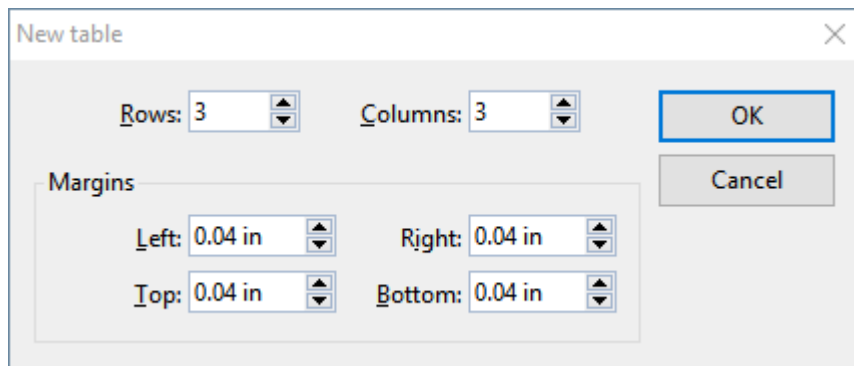 New table
Rows: 3 Columns: 3 OK
Cancel
Margins
Left: 0.04 in Right: 0.04 in
Top: 0.04 in Bottom: 0.04 in